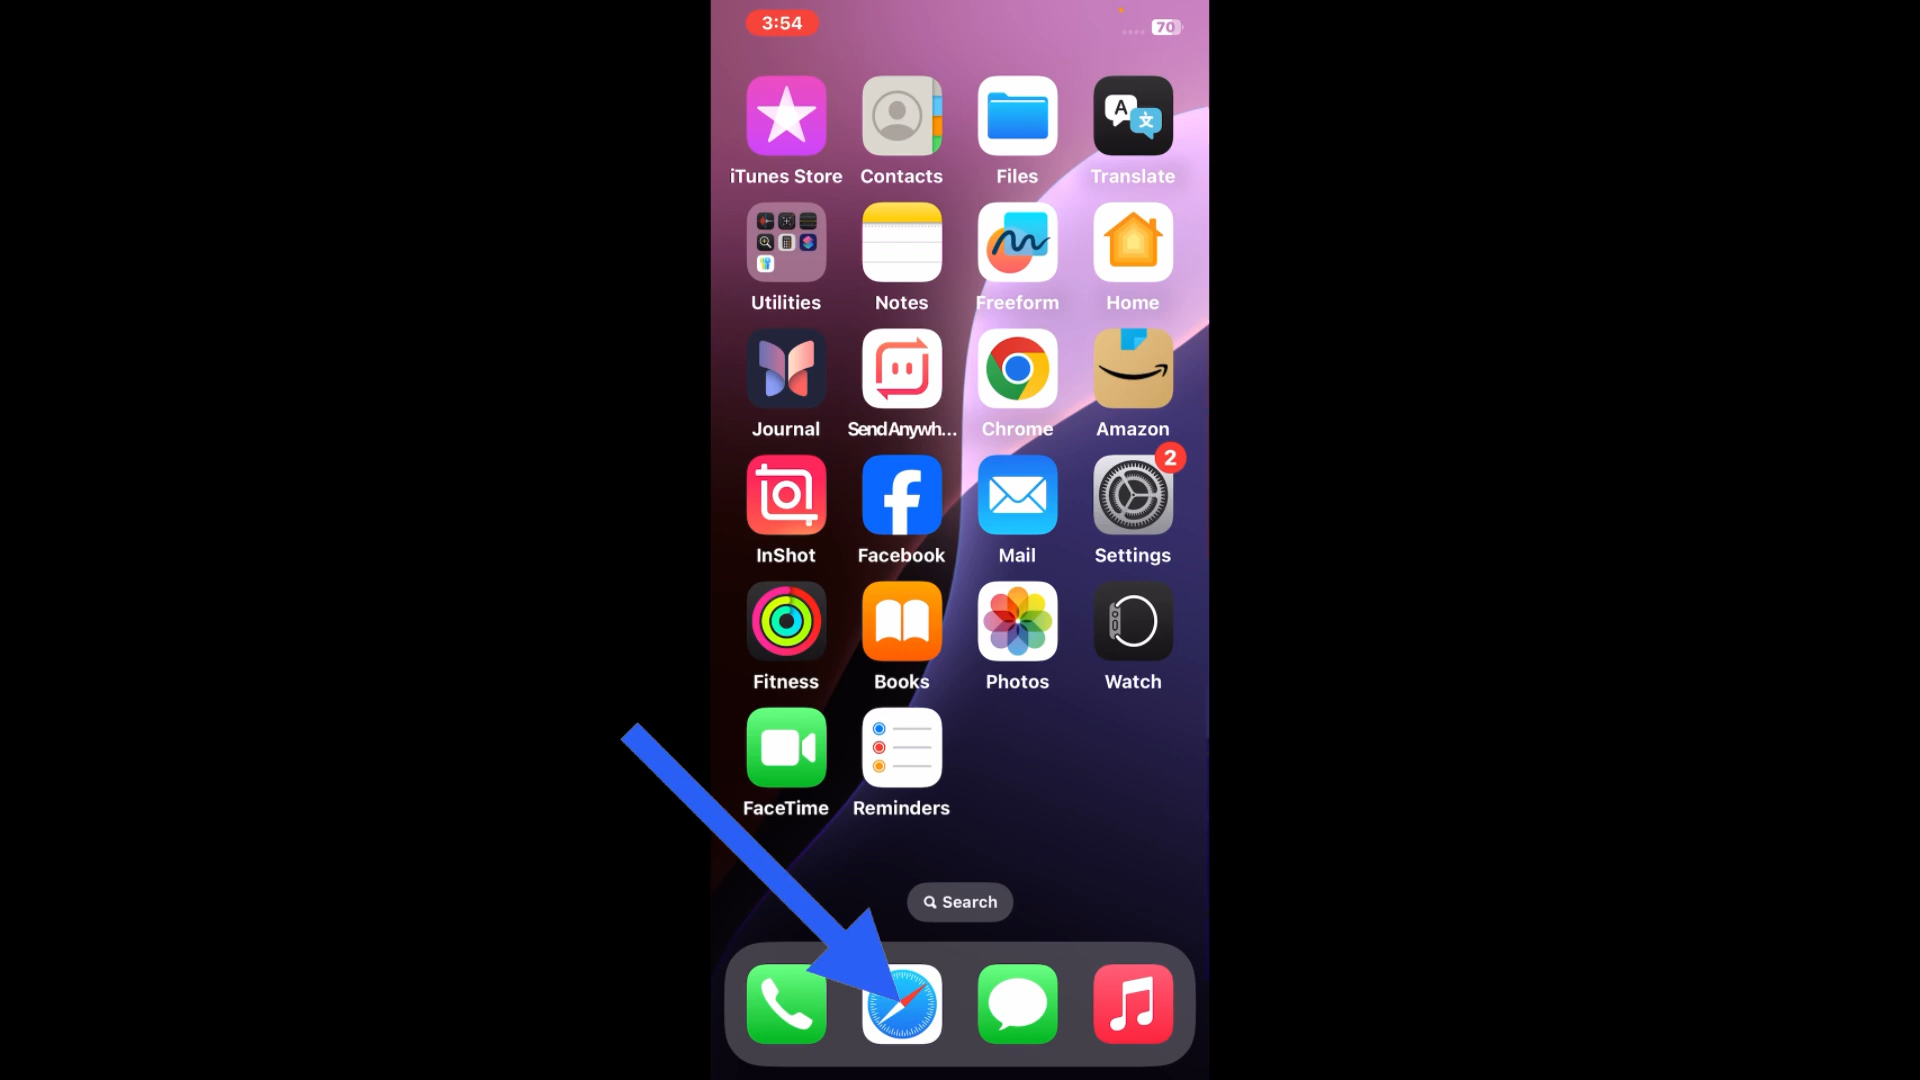 3:54
70
iTunes Store
Contacts
Files
A
文
Translate
Utilities
Notes
Freeform
Home
Journal
SendAnywh...
Chrome
Amazon
InShot
Facebook
Mail
2
Settings
Fitness
Books
Photos
Watch
FaceTime
Reminders
Search